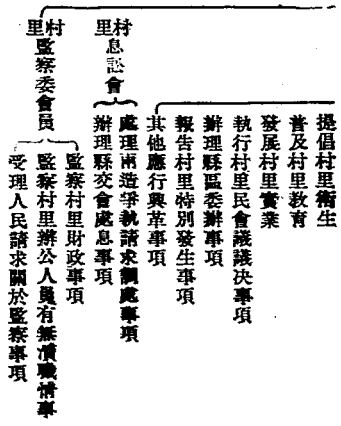 提倡村里衛生
普及村里敎育
發展村里實業
執行村里民會議議决事項
辦理縣區委辦事項
報告村里特別發生事項
其他應行興革事項
村里息訟會
處理兩造爭執請求調處事項
辦理縣交會處息事項
村里監察委會員
監察村里財政事項
監察村里辦公人員有無瀆職情事
受理人民請求關於監察事項